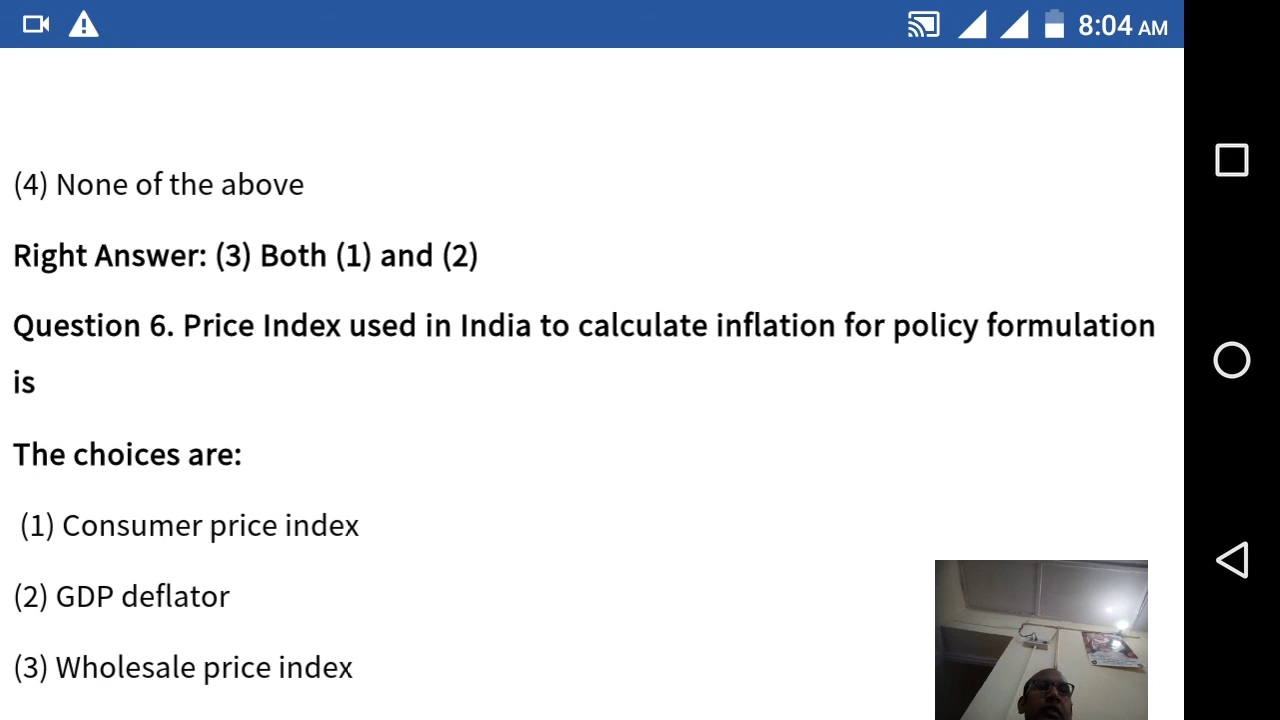 8:04 AM
(4) None of the above
Right Answer: (3) Both (1) and (2)
Question 6. Price Index used in India to calculate inflation for policy formulation
is
The choices are:
(1) Consumer price index
(2) GDP deflator
(3) Wholesale price index